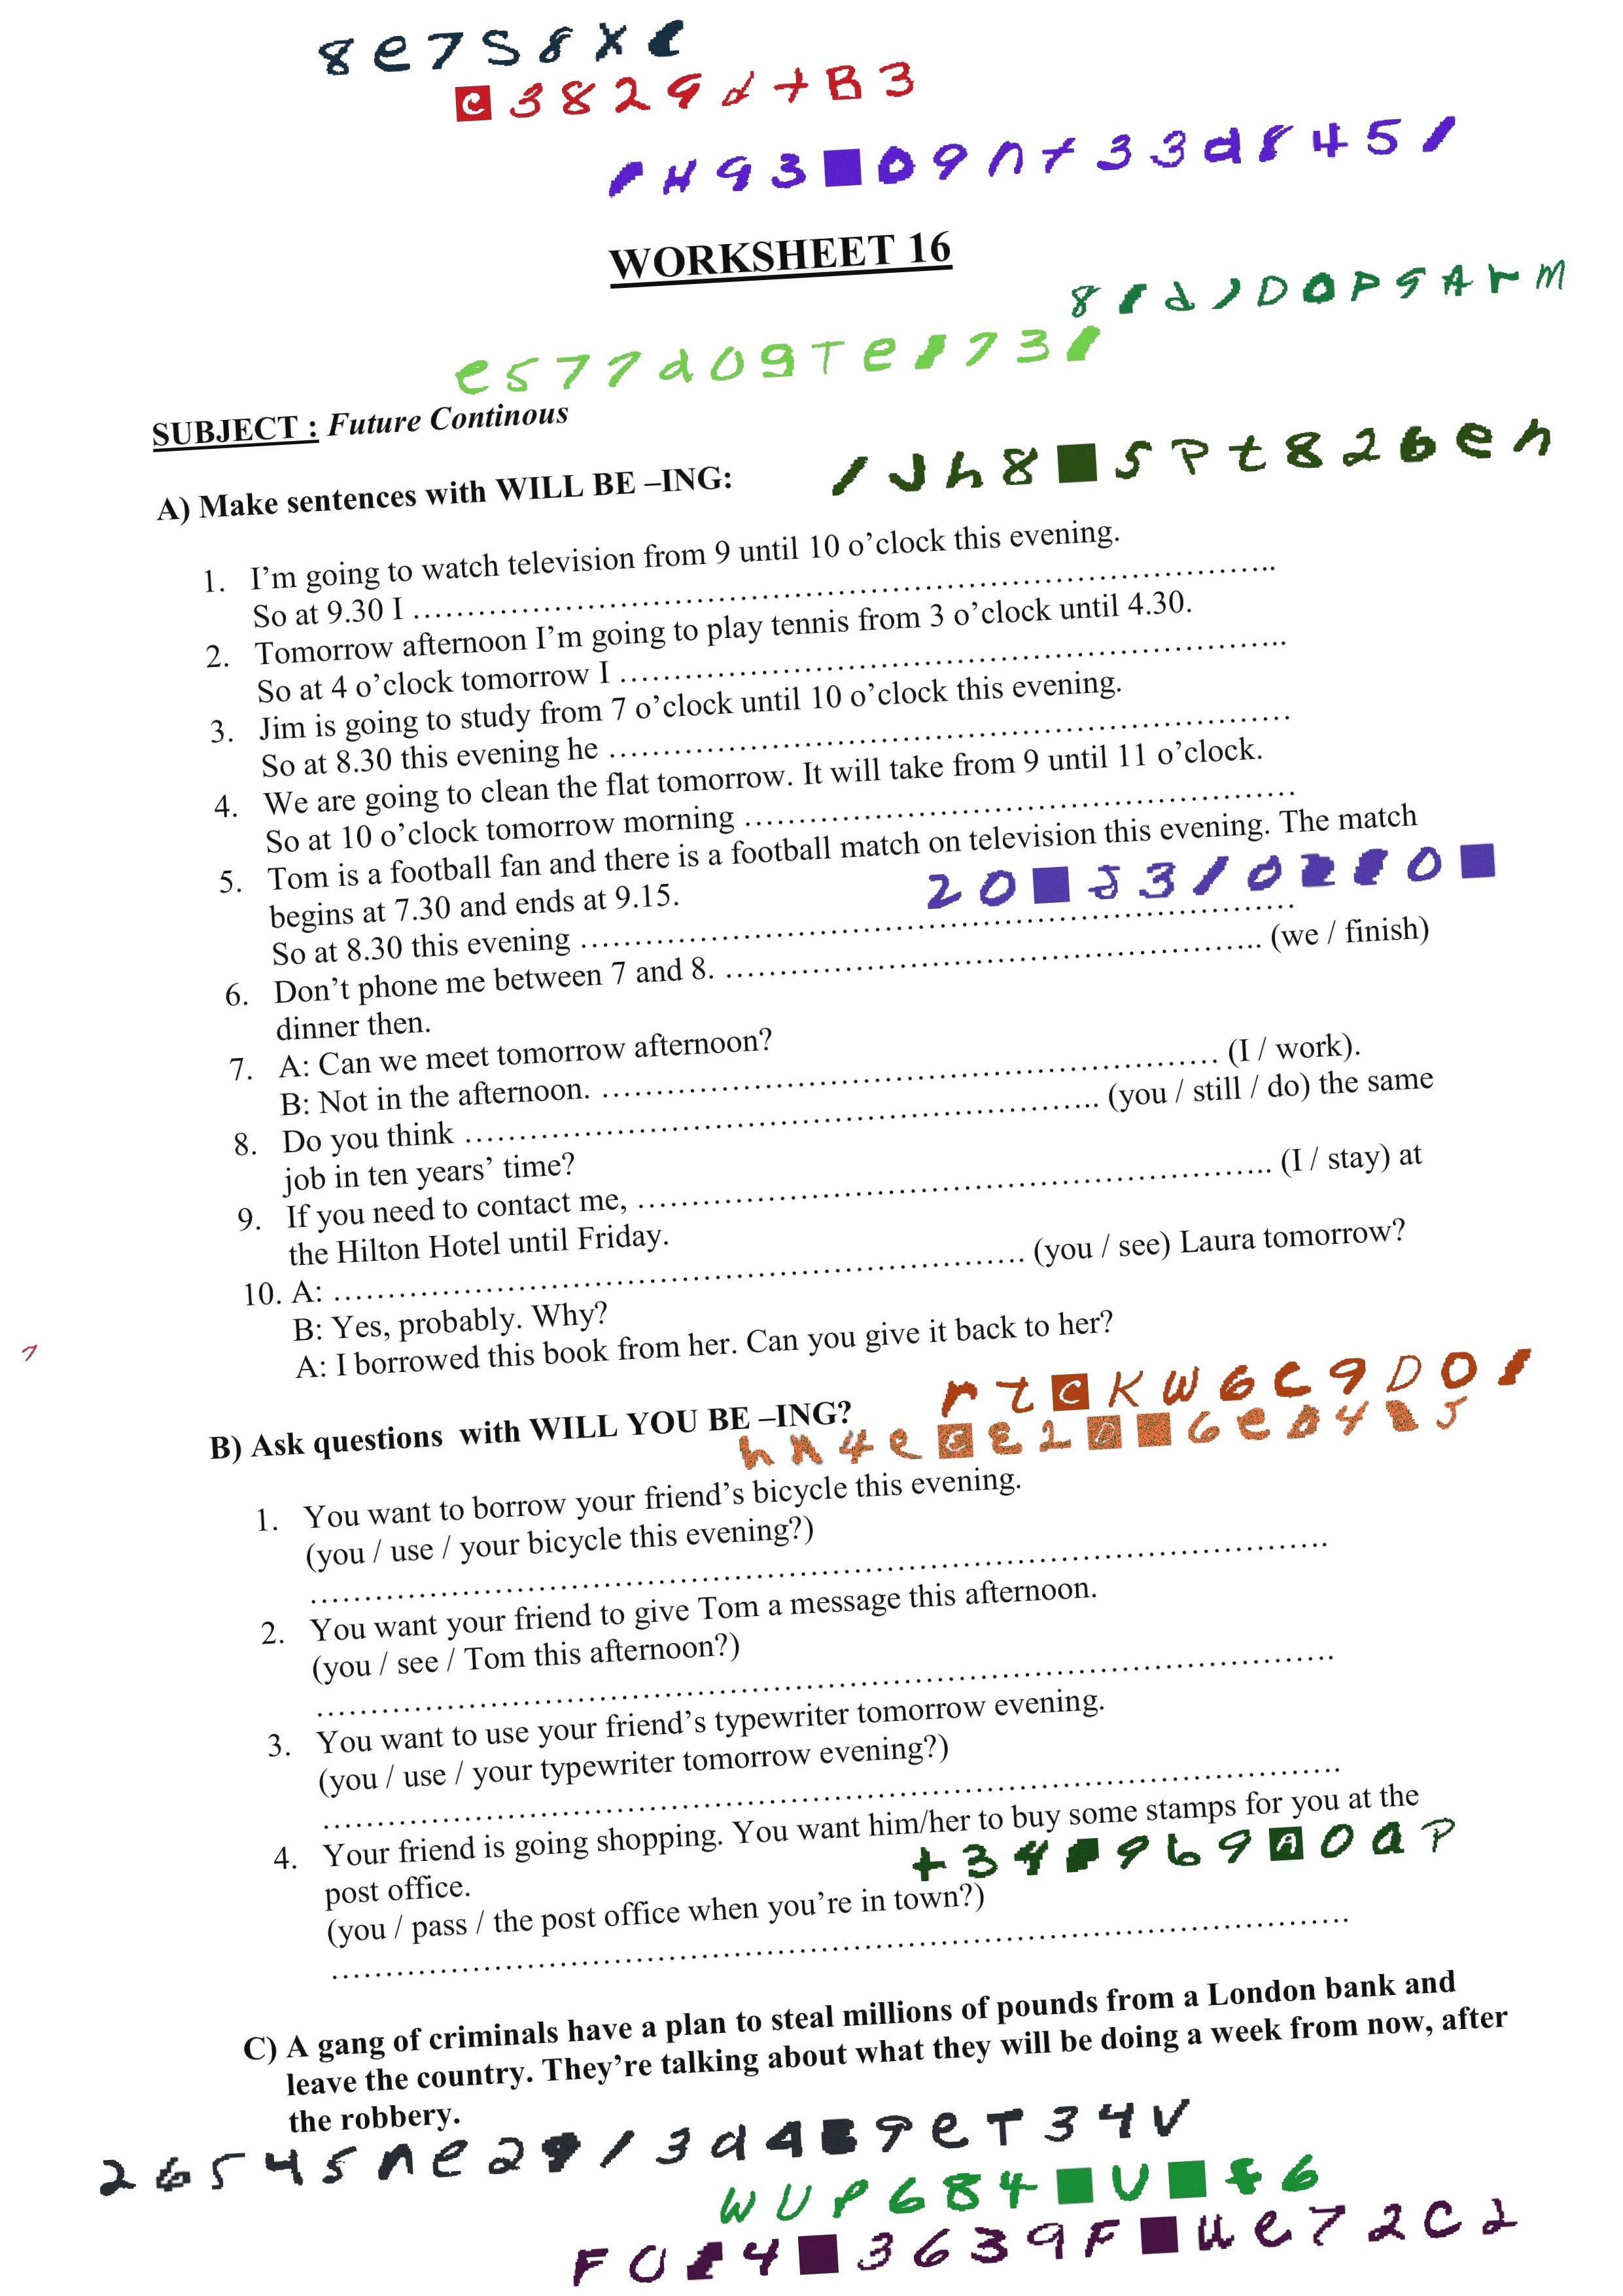 WORKSHEET 16
SUBJECT : Future Continous
A) Make sentences with WILL BE –ING:
1. I’m going to watch television from 9 until 10 o’clock this evening.
So at 9.30 I ……………………………………………………………………..
2. Tomorrow afternoon I’m going to play tennis from 3 o’clock until 4.30.
So at 4 o’clock tomorrow I ……………………………………………………..
3. Jim is going to study from 7 o’clock until 10 o’clock this evening.
So at 8.30 this evening he ………………………………………………………
4. We are going to clean the flat tomorrow. It will take from 9 until 11 o’clock.
So at 10 o’clock tomorrow morning ……………………………………………
5. Tom is a football fan and there is a football match on television this evening. The match
begins at 7.30 and ends at 9.15.
So at 8.30 this evening …………………………………………………………
6. Don’t phone me between 7 and 8. ………………………………………….. (we / finish)
dinner then.
7. A: Can we meet tomorrow afternoon?
B: Not in the afternoon. ………………………………………………… (I / work).
8. Do you think ………………………………………………….. (you / still / do) the same
job in ten years’ time?
9. If you need to contact me, ………………………………………………….. (I / stay) at
the Hilton Hotel until Friday.
10. A: ………………………………………………………. (you / see) Laura tomorrow?
B: Yes, probably. Why?
A: I borrowed this book from her. Can you give it back to her?
B) Ask questions with WILL YOU BE –ING?
1. You want to borrow your friend’s bicycle this evening.
(you / use / your bicycle this evening?)
………………………………………………………………………………….
2. You want your friend to give Tom a message this afternoon.
(you / see / Tom this afternoon?)
………………………………………………………………………………….
3. You want to use your friend’s typewriter tomorrow evening.
(you / use / your typewriter tomorrow evening?)
………………………………………………………………………………….
4. Your friend is going shopping. You want him/her to buy some stamps for you at the
post office.
(you / pass / the post office when you’re in town?)
………………………………………………………………………………….
C) A gang of criminals have a plan to steal millions of pounds from a London bank and
leave the country. They’re talking about what they will be doing a week from now, after
the robbery.